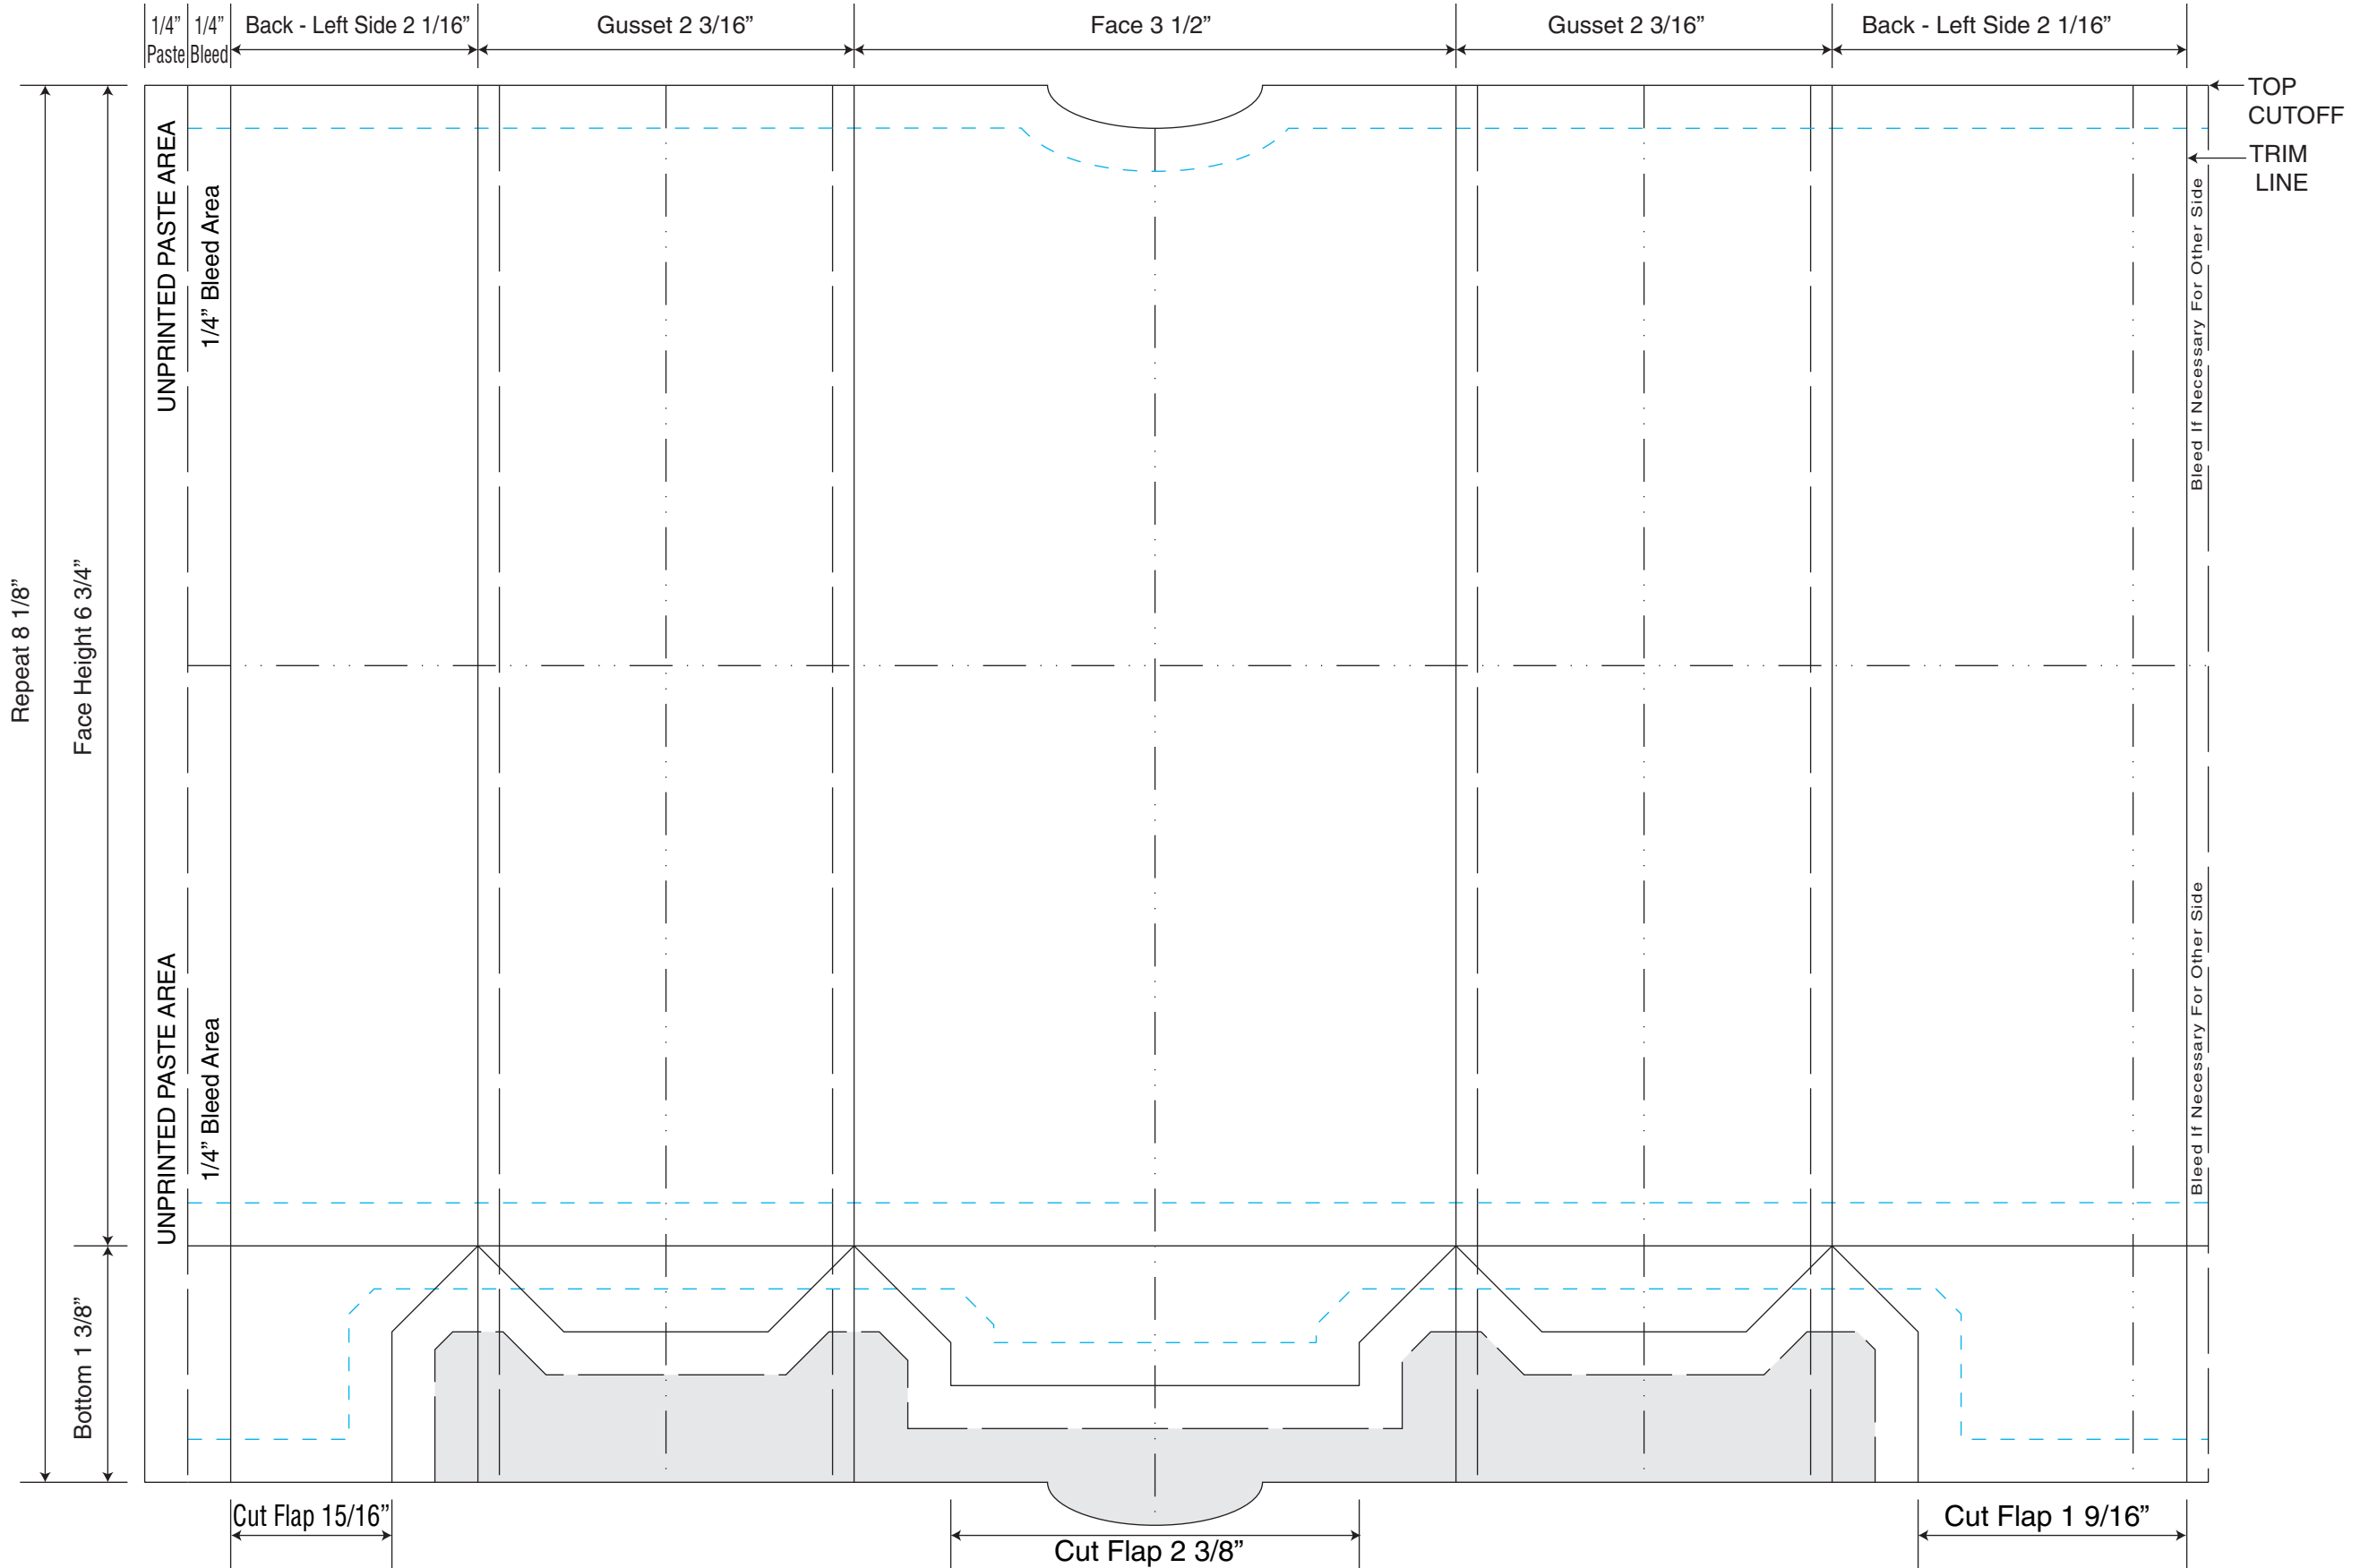 1/4” 1/4” Back - Left Side 2 1/16” Gusset 2 3/16” Face 3 1/2” Gusset 2 3/16” Back - Left Side 2 1/16”
Paste Bleed
TOP
CUTOFF
TRIM
LINE
UNPRINTED PASTE AREA
1/4” Bleed Area
Bleed If Necessary For Other Side
Repeat 8 1/8”
Face Height 6 3/4”
UNPRINTED PASTE AREA
1/4” Bleed Area
Bleed If Necessary For Other Side
Bottom 1 3/8”
Cut Flap 15/16”
Cut Flap 2 3/8”
Cut Flap 1 9/16”